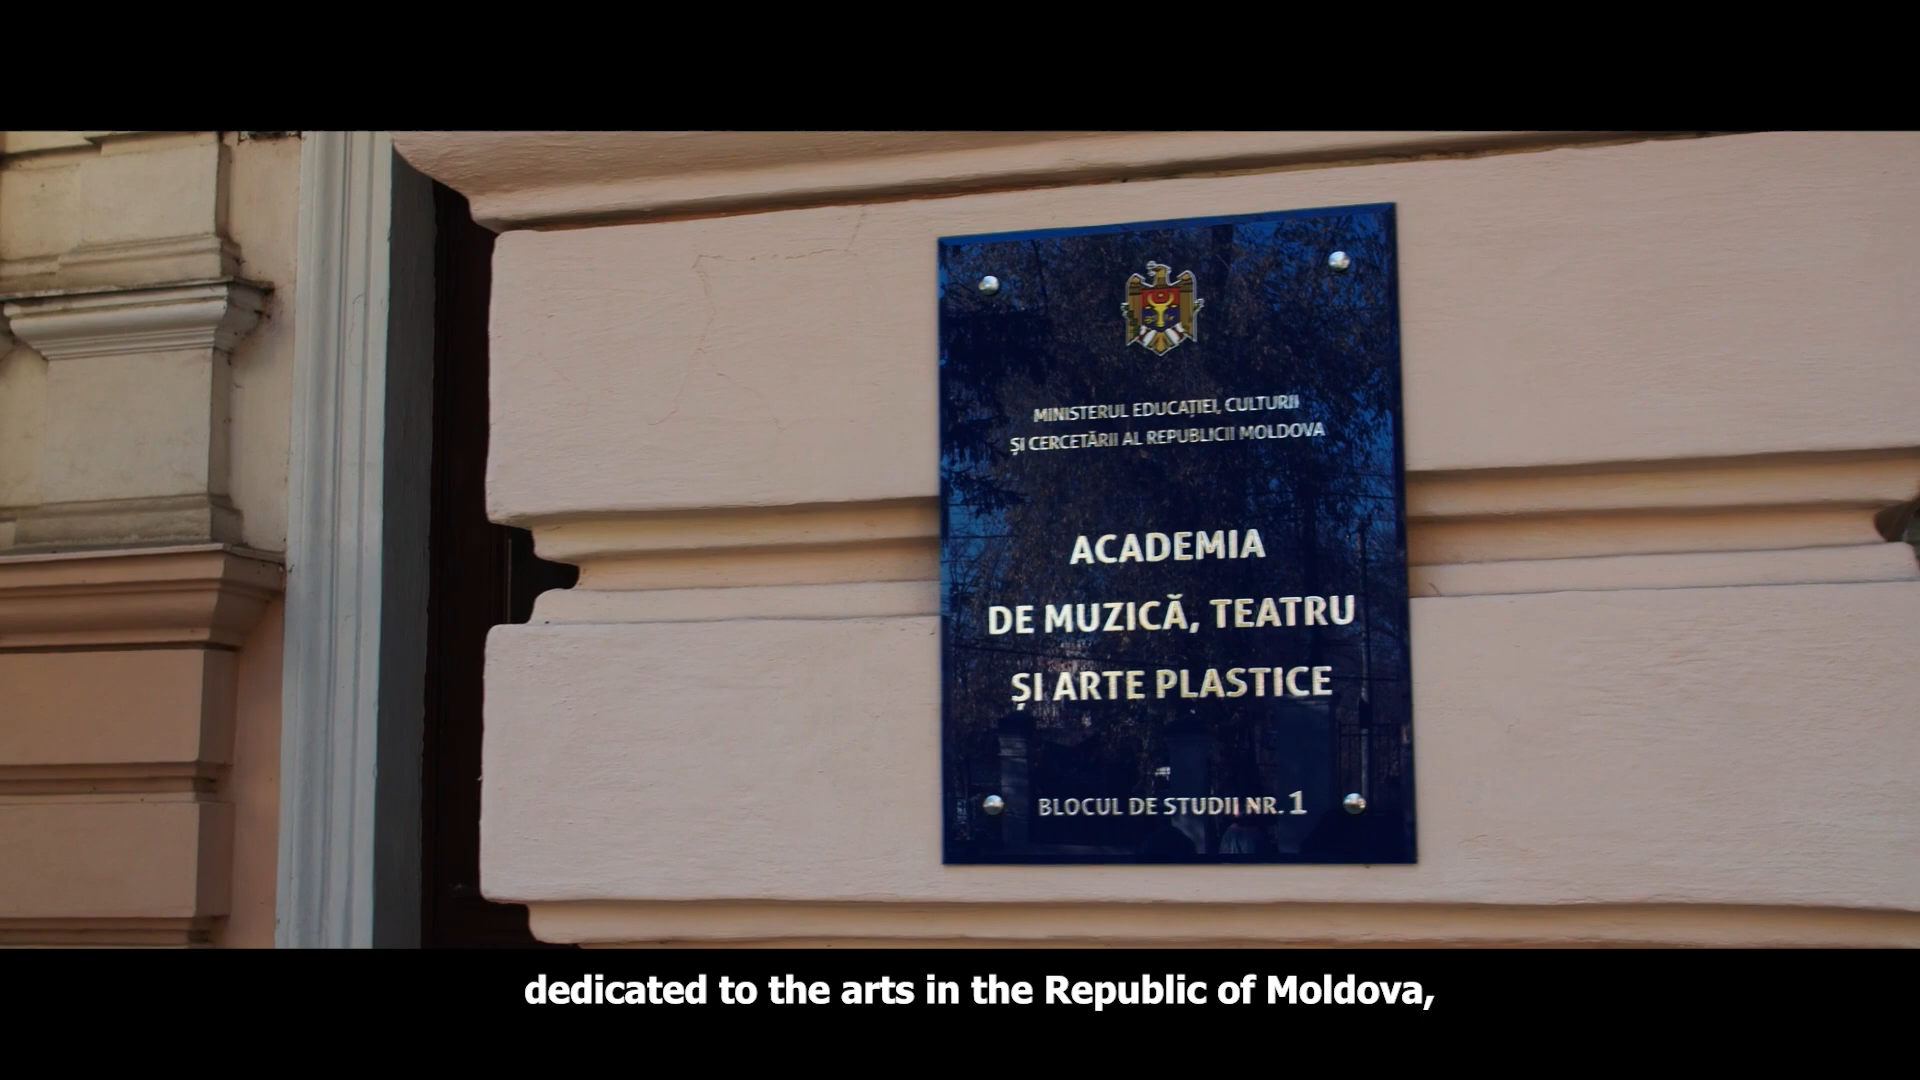 MINISTERUL EDUCAȚIEI, CULTURII
ȘI CERCETĂRII AL REPUBLICII MOLDOVA
ACADEMIA
DE MUZICĂ, TEATRU
ȘI ARTE PLASTICE
BLOCUL DE STUDII NR. 1
dedicated to the arts in the Republic of Moldova,